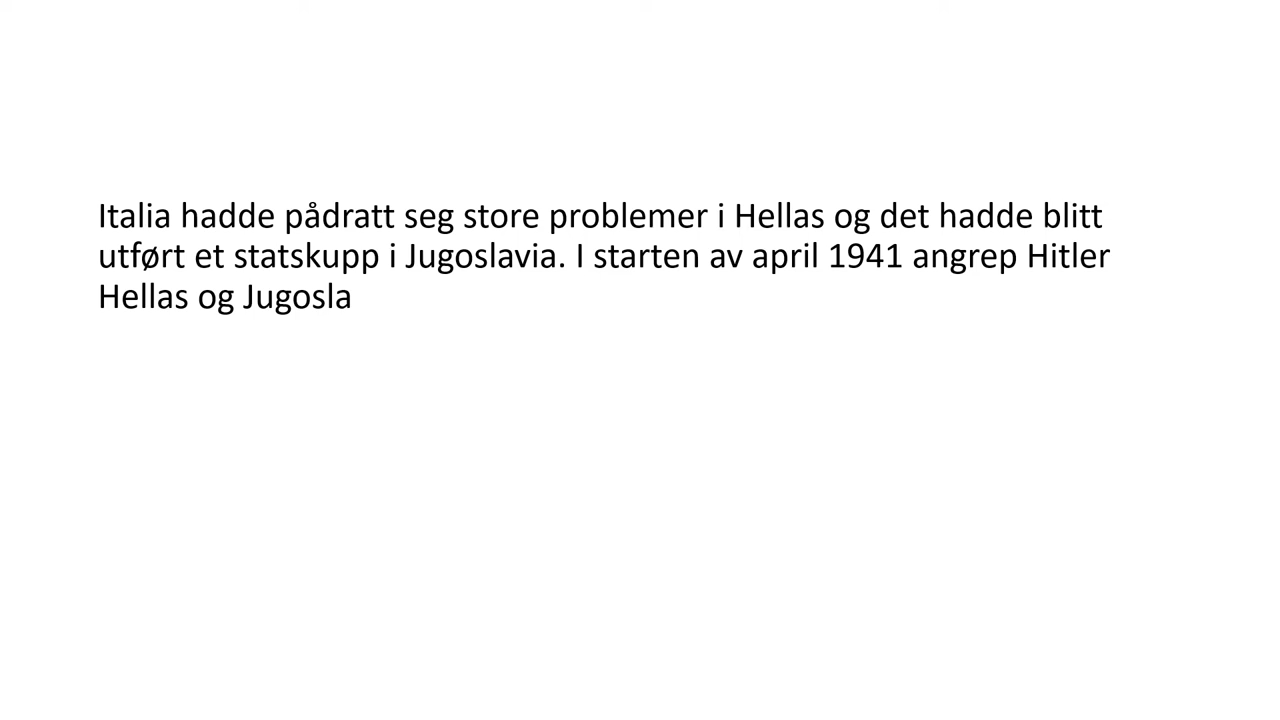 Italia hadde pådratt seg store problemer i Hellas og det hadde blitt
utført et statskupp i Jugoslavia. I starten av april 1941 angrep Hitler
Hellas og Jugosla